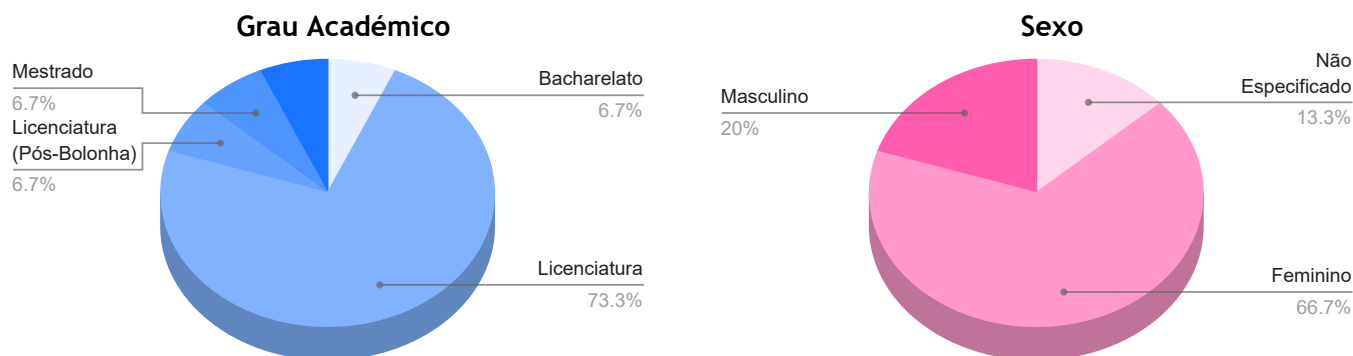 Grau Académico
Mestrado
6.7%
Licenciatura
(Pós-Bolonha)
6.7%
Bacharelato
6.7%
Licenciatura
73.3%
Sexo
Masculino
20%
Não
Especificado
13.3%
Feminino
66.7%